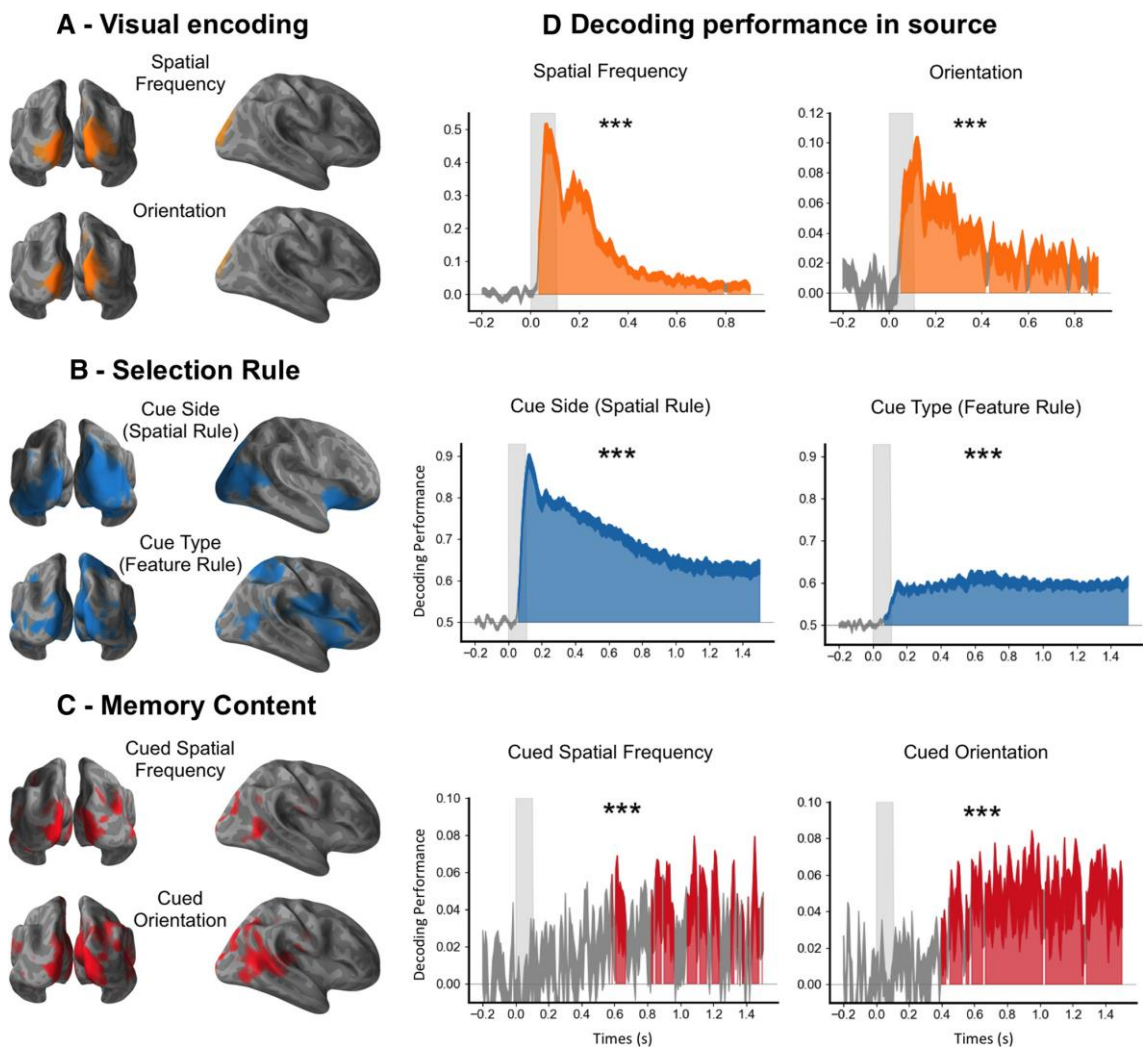 A - Visual encoding
Spatial
Frequency
Orientation
B - Selection Rule
Cue Side
(Spatial Rule)
Cue Type
(Feature Rule)
C - Memory Content
Cued Spatial
Frequency
Cued
Orientation
D Decoding performance in source
Spatial Frequency
***
0.5
0.4
0.3
0.2
0.1
0.0
−0.2 0.0 0.2 0.4 0.6 0.8
Orientation
***
0.12
0.10
0.08
0.06
0.04
0.02
0.00
−0.2 0.0 0.2 0.4 0.6 0.8
Cue Side (Spatial Rule)
***
Decoding Performance
0.9
0.8
0.7
0.6
0.5
−0.2 0.0 0.2 0.4 0.6 0.8 1.0 1.2 1.4
Cue Type (Feature Rule)
***
0.9
0.8
0.7
0.6
0.5
−0.2 0.0 0.2 0.4 0.6 0.8 1.0 1.2 1.4
Cued Spatial Frequency
***
Decoding Performance
0.10
0.08
0.06
0.04
0.02
0.00
−0.2 0.0 0.2 0.4 0.6 0.8 1.0 1.2 1.4
Times (s)
Cued Orientation
***
0.10
0.08
0.06
0.04
0.02
0.00
−0.2 0.0 0.2 0.4 0.6 0.8 1.0 1.2 1.4
Times (s)